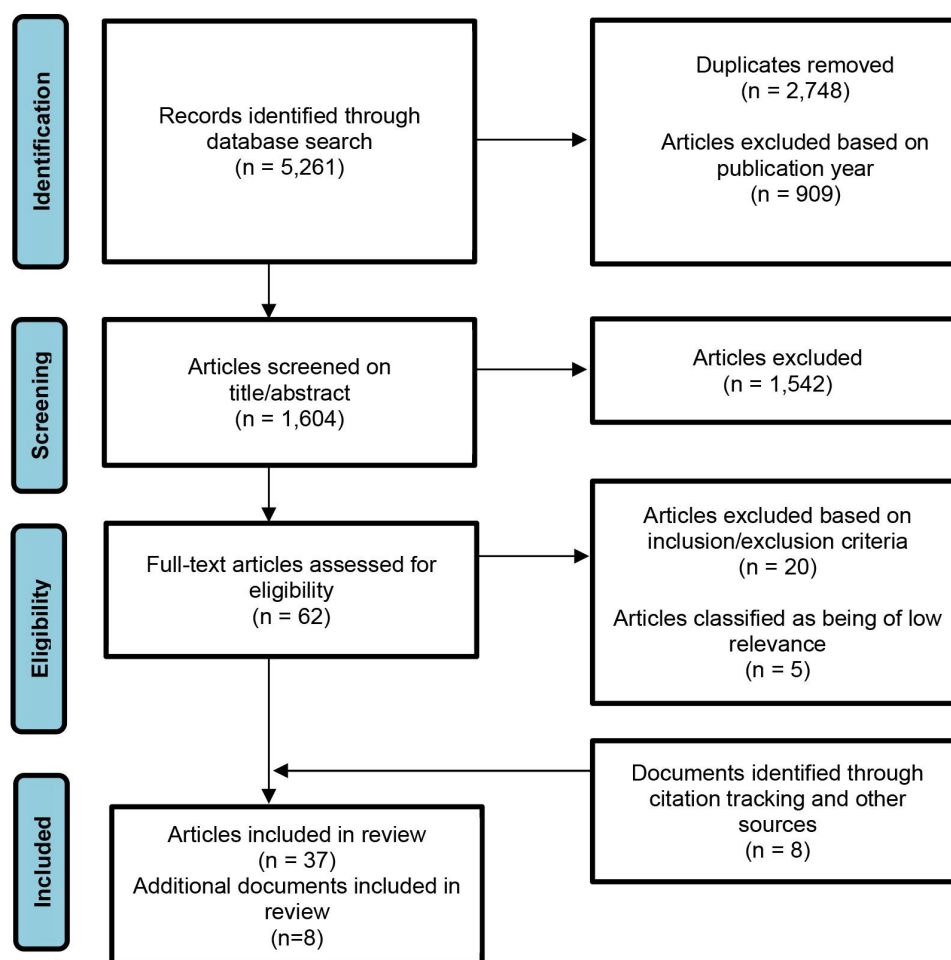 Identification
Records identified through
database search
(n = 5,261)
Duplicates removed
(n = 2,748)
Articles excluded based on
publication year
(n = 909)
Screening
Articles screened on
title/abstract
(n = 1,604)
Articles excluded
(n = 1,542)
Eligibility
Full-text articles assessed for
eligibility
(n = 62)
Articles excluded based on
inclusion/exclusion criteria
(n = 20)
Articles classified as being of low
relevance
(n = 5)
Included
Documents identified through
citation tracking and other
sources
(n = 8)
Articles included in review
(n = 37)
Additional documents included in
review
(n=8)